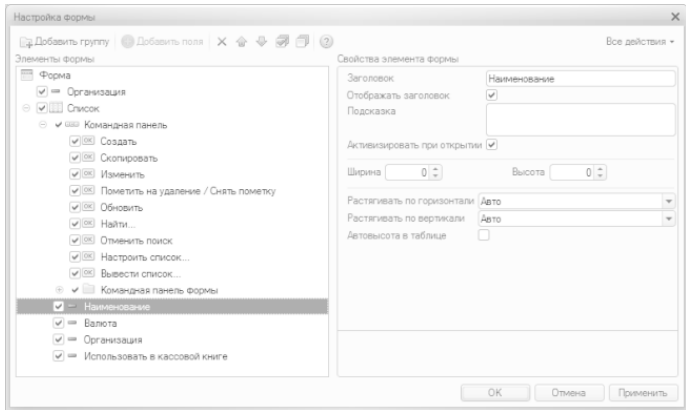 Настройка формы
Добавить группу Добавить поля Все действия
Элементы формы
Форма
Организация
Список
Командная панель
Создать
Скопировать
Изменить
Пометить на удаление / Снять пометку
Обновить
Найти...
Отменить поиск
Настроить список...
Вывести список...
Командная панель формы
Наименование
Валюта
Организация
Использовать в кассовой книге
Свойства элемента формы
Заголовок Наименование
Отображать заголовок
Подсказка
Активизировать при открытии
Ширина 0 Высота 0
Растягивать по горизонтали Авто
Растягивать по вертикали Авто
Автовысота в таблице
OK Отмена Применить